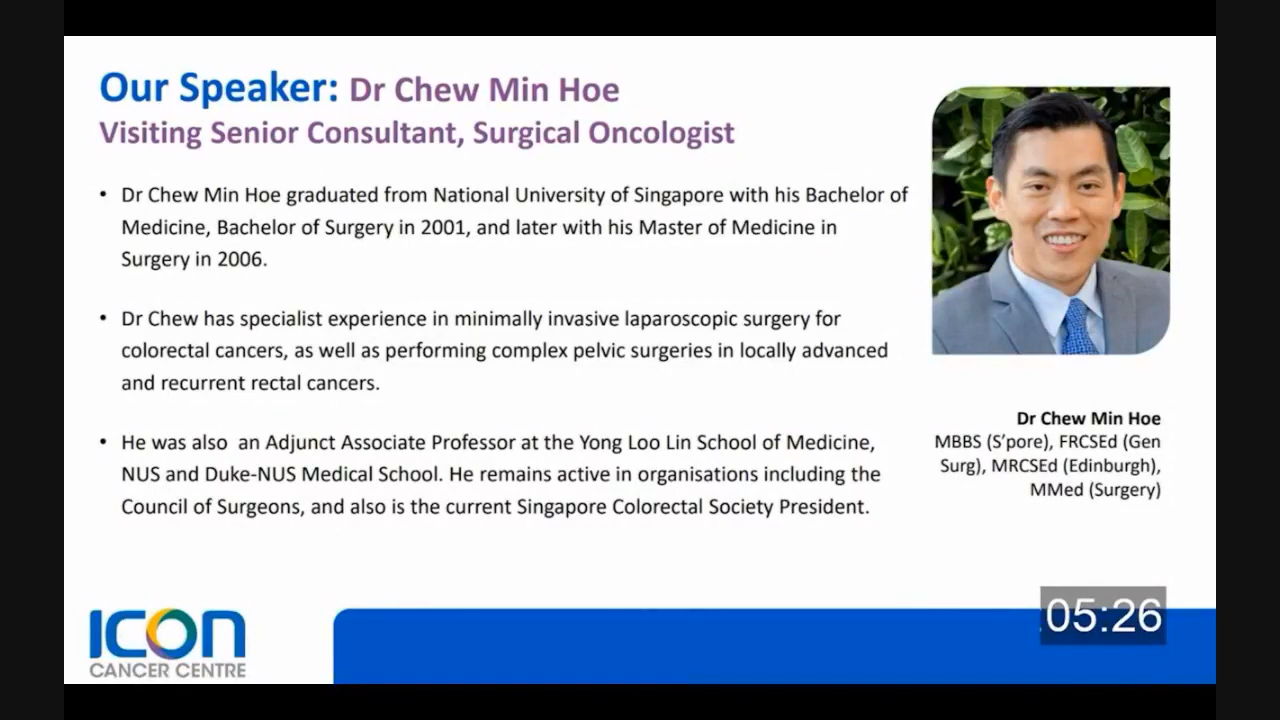 Our Speaker: Dr Chew Min Hoe
Visiting Senior Consultant, Surgical Oncologist
• Dr Chew Min Hoe graduated from National University of Singapore with his Bachelor of
Medicine, Bachelor of Surgery in 2001, and later with his Master of Medicine in
Surgery in 2006.
• Dr Chew has specialist experience in minimally invasive laparoscopic surgery for
colorectal cancers, as well as performing complex pelvic surgeries in locally advanced
and recurrent rectal cancers.
• He was also  an Adjunct Associate Professor at the Yong Loo Lin School of Medicine,
NUS and Duke-NUS Medical School. He remains active in organisations including the
Council of Surgeons, and also is the current Singapore Colorectal Society President.
Dr Chew Min Hoe
MBBS (S’pore), FRCSEd (Gen
Surg), MRCSEd (Edinburgh),
MMed (Surgery)
ICON
CANCER CENTRE
05:26